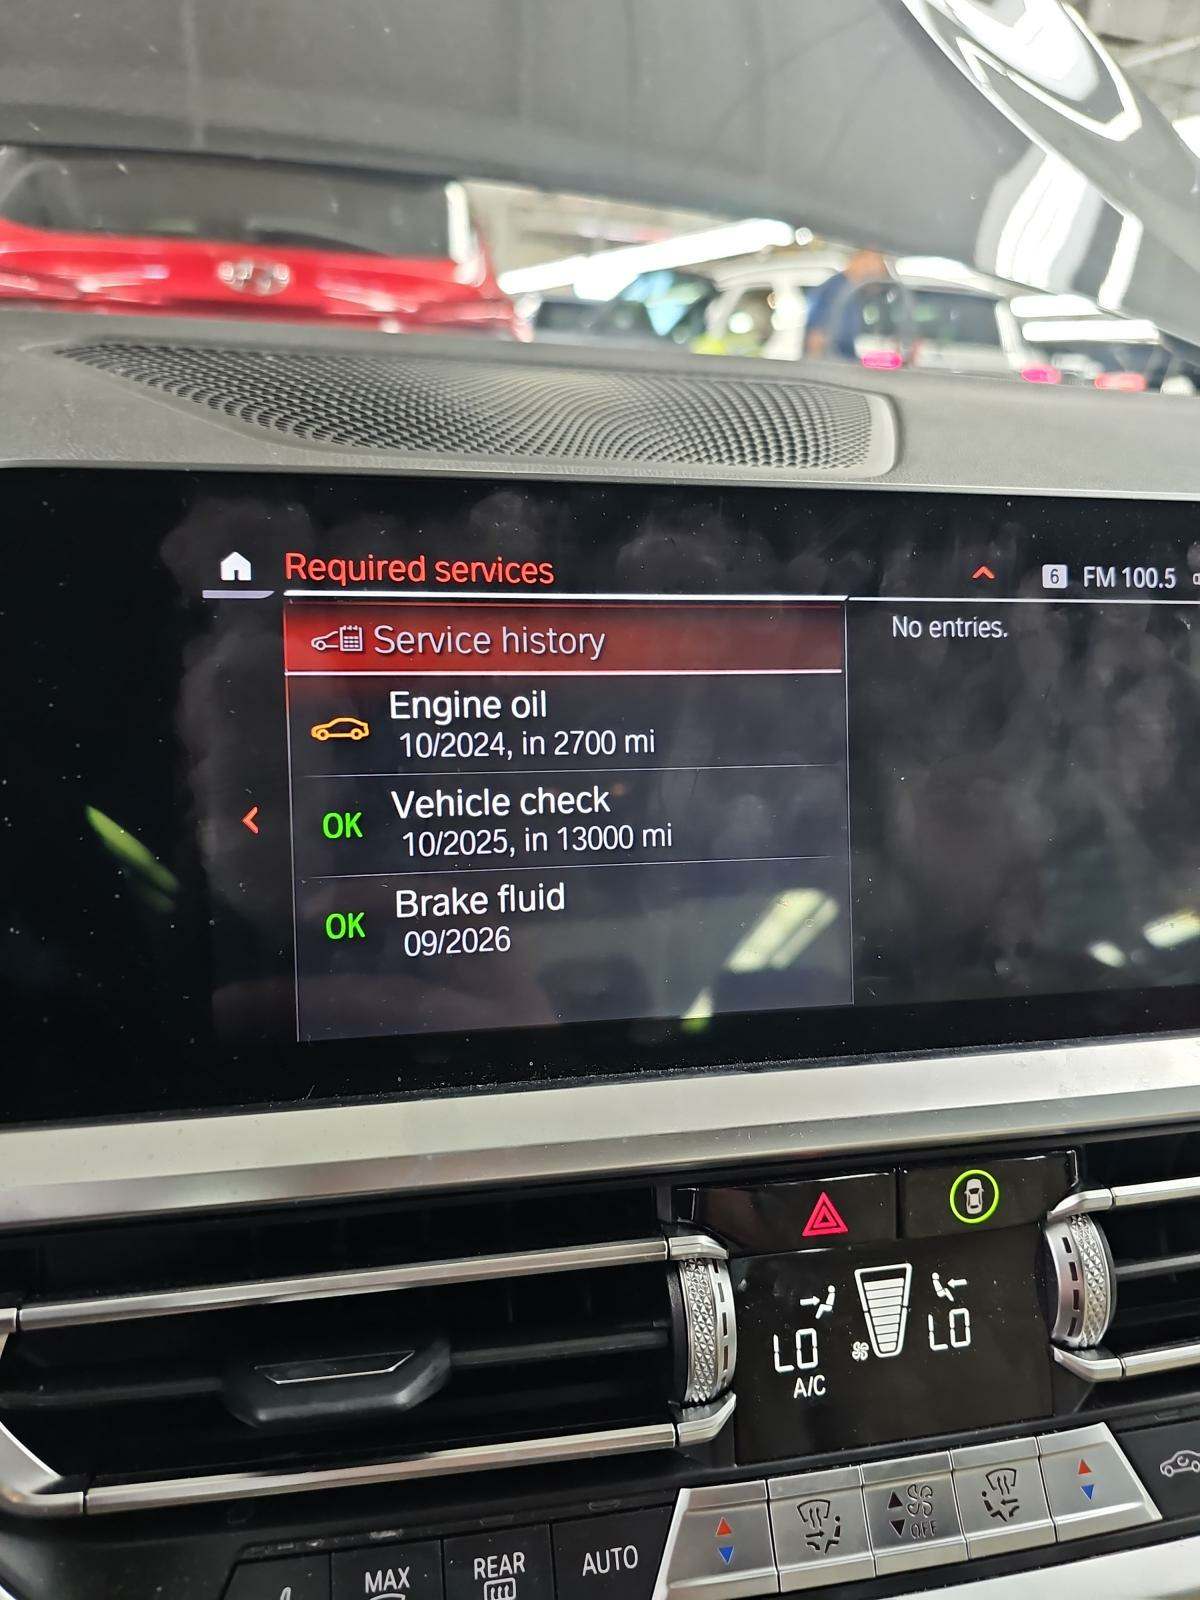 Required services
6 FM 100.5
Service history
No entries.
Engine oil
10/2024, in 2700 mi
OK
Vehicle check
10/2025, in 13000 mi
OK
Brake fluid
09/2026
LO
LO
A/C
OFF
MAX
REAR
AUTO